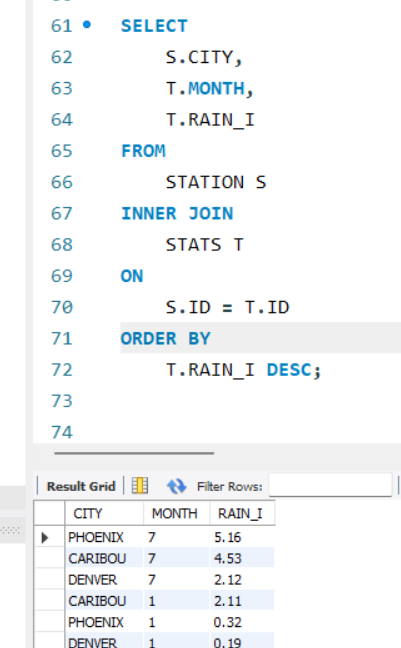 61 SELECT
62 S.CITY,
63 T.MONTH,
64 T.RAIN_I
65 FROM
66 STATION S
67 INNER JOIN
68 STATS T
69 ON
70 S.ID = T.ID
71 ORDER BY
72 T.RAIN_I DESC;
73
74
Result Grid Filter Rows:
CITY MONTH RAIN_I
PHOENIX 7 5.16
CARIBOU 7 4.53
DENVER 7 2.12
CARIBOU 1 2.11
PHOENIX 1 0.32
DENVER 1 0.19